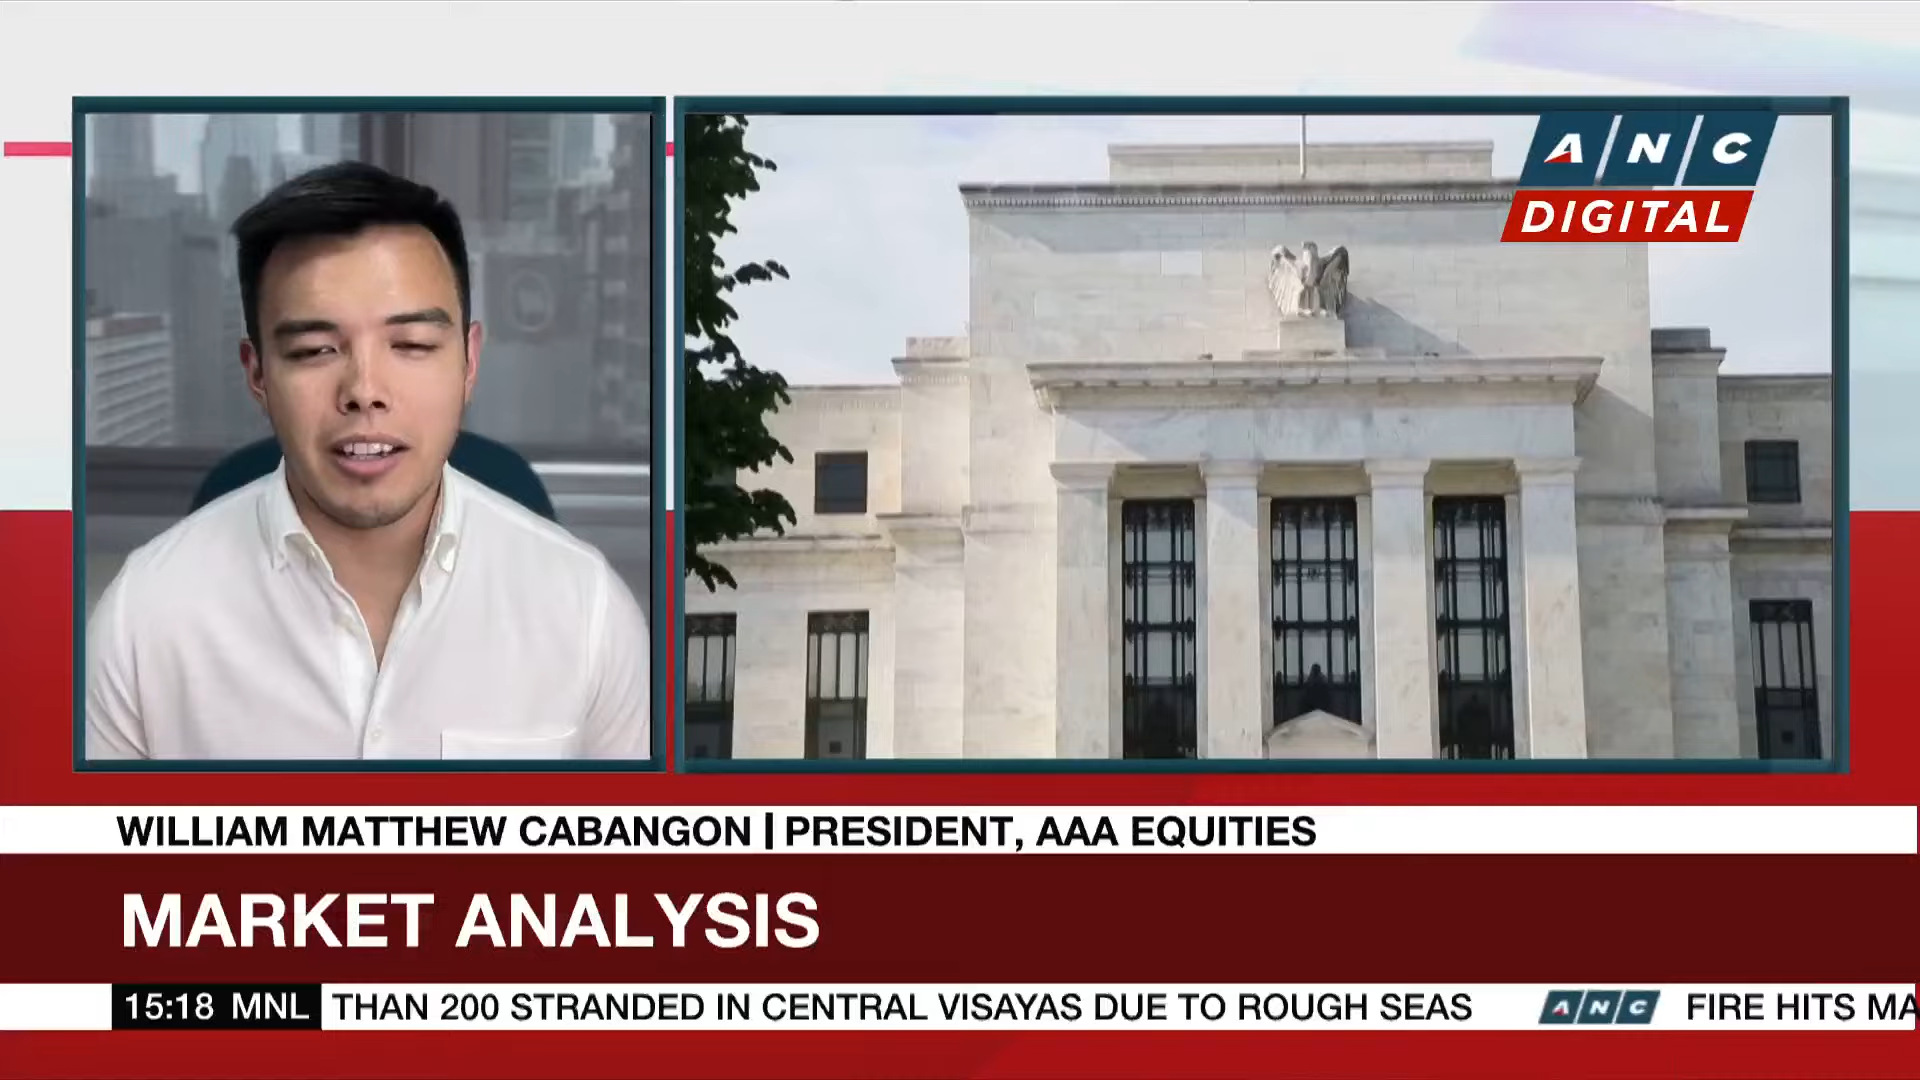 ANC
DIGITAL
WILLIAM MATTHEW CABANGON | PRESIDENT, AAA EQUITIES
MARKET ANALYSIS
15:18 MNL THAN 200 STRANDED IN CENTRAL VISAYAS DUE TO ROUGH SEAS ANC FIRE HITS MA